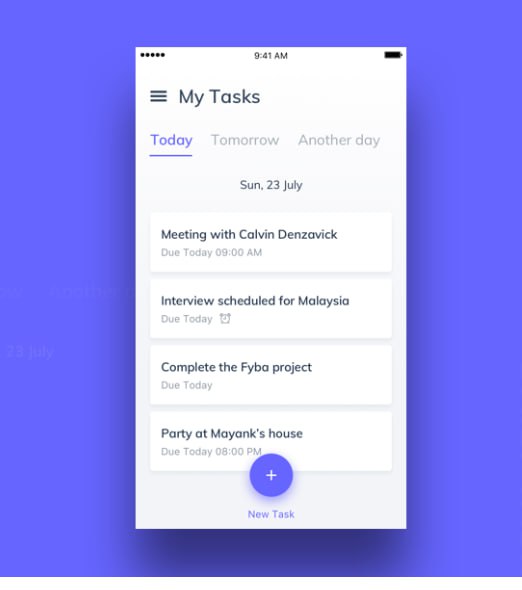 9:41 AM
My Tasks
Today Tomorrow Another day
Sun, 23 July
Meeting with Calvin Denzavick
Due Today 09:00 AM
Interview scheduled for Malaysia
Due Today
Complete the Fyba project
Due Today
Party at Mayank's house
Due Today 08:00 PM
+
New Task
Another
23 July